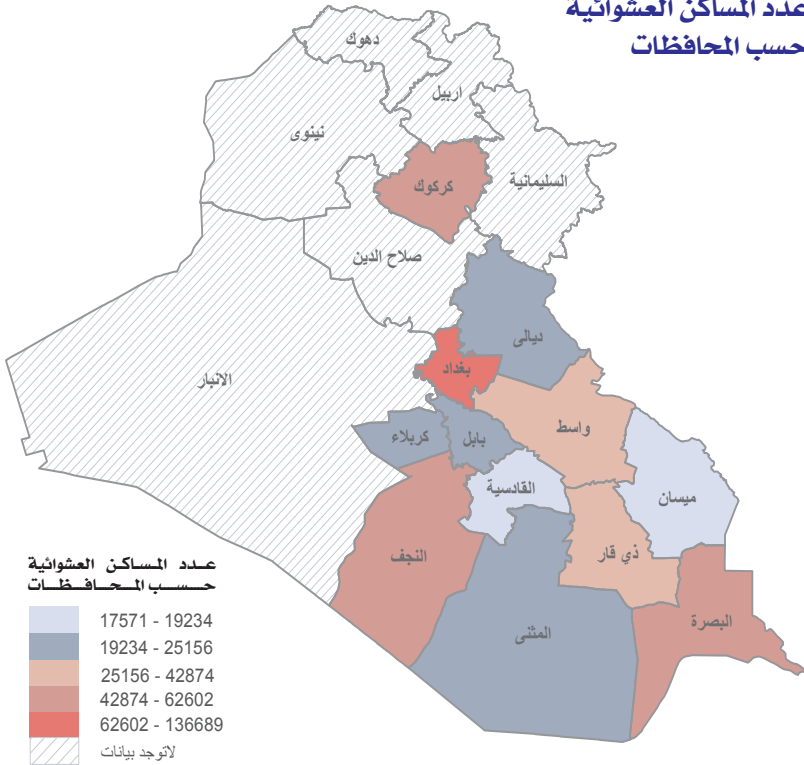 عدد المساكن العشوائية
حسب المحافظات
دهوك
اربيل
نينوى
السليمانية
كركوك
صلاح الدين
ديالى
بغداد
الانبار
واسط
كربلاء
بابل
القادسية
ميسان
النجف
ذي قار
البصرة
المثنى
عدد المساكن العشوائية
حسب المحافظات
17571 - 19234
19234 - 25156
25156 - 42874
42874 - 62602
62602 - 136689
لاتوجد بيانات